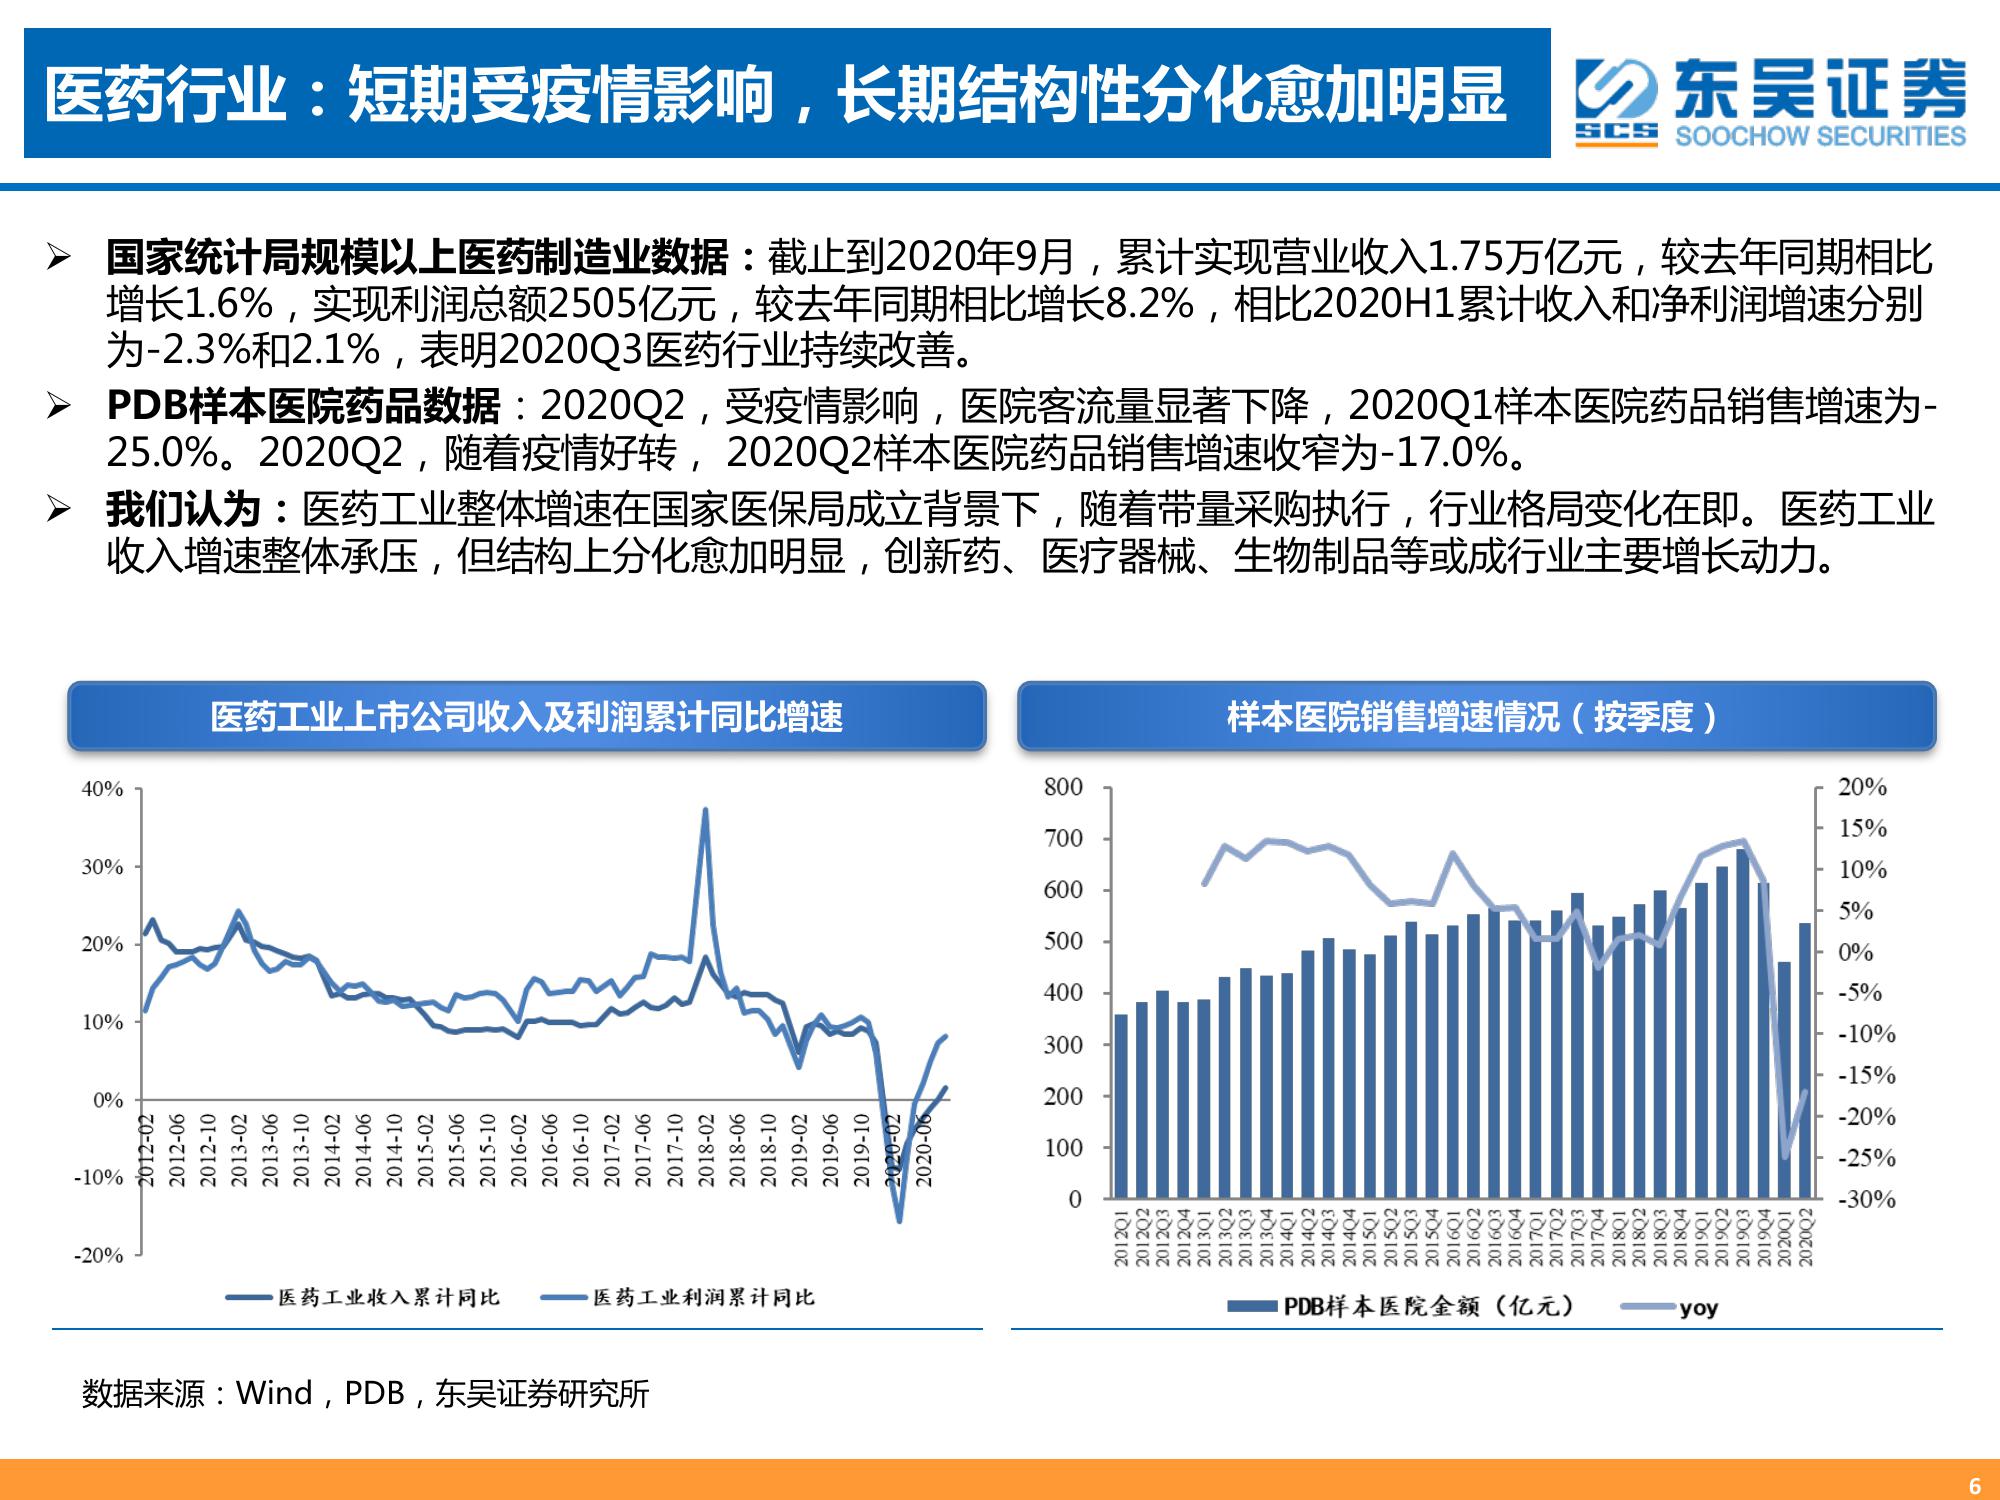 医药行业：短期受疫情影响，长期结构性分化愈加明显
SCS
东吴证券
SOOCHOW SECURITIES
➢ 国家统计局规模以上医药制造业数据：截止到2020年9月，累计实现营业收入1.75万亿元，较去年同期相比
增长1.6%，实现利润总额2505亿元，较去年同期相比增长8.2%，相比2020H1累计收入和净利润增速分别
为-2.3%和2.1%，表明2020Q3医药行业持续改善。
➢ PDB样本医院药品数据：2020Q2，受疫情影响，医院客流量显著下降，2020Q1样本医院药品销售增速为-
25.0%。2020Q2，随着疫情好转， 2020Q2样本医院药品销售增速收窄为-17.0%。
➢ 我们认为：医药工业整体增速在国家医保局成立背景下，随着带量采购执行，行业格局变化在即。医药工业
收入增速整体承压，但结构上分化愈加明显，创新药、医疗器械、生物制品等或成行业主要增长动力。
医药工业上市公司收入及利润累计同比增速
40%
30%
20%
10%
0%
-10%
-20%
2012-02
2012-06
2012-10
2013-02
2013-06
2013-10
2014-02
2014-06
2014-10
2015-02
2015-06
2015-10
2016-02
2016-06
2016-10
2017-02
2017-06
2017-10
2018-02
2018-06
2018-10
2019-02
2019-06
2019-10
2020-02
2020-06
医药工业收入累计同比
医药工业利润累计同比
样本医院销售增速情况（按季度）
800
700
600
500
400
300
200
100
0
20%
15%
10%
5%
0%
-5%
-10%
-15%
-20%
-25%
-30%
2012Q1
2012Q2
2012Q3
2012Q4
2013Q1
2013Q2
2013Q3
2013Q4
2014Q1
2014Q2
2014Q3
2014Q4
2015Q1
2015Q2
2015Q3
2015Q4
2016Q1
2016Q2
2016Q3
2016Q4
2017Q1
2017Q2
2017Q3
2017Q4
2018Q1
2018Q2
2018Q3
2018Q4
2019Q1
2019Q2
2019Q3
2019Q4
2020Q1
2020Q2
PDB样本医院金额（亿元）
yoy
数据来源：Wind，PDB，东吴证券研究所
6